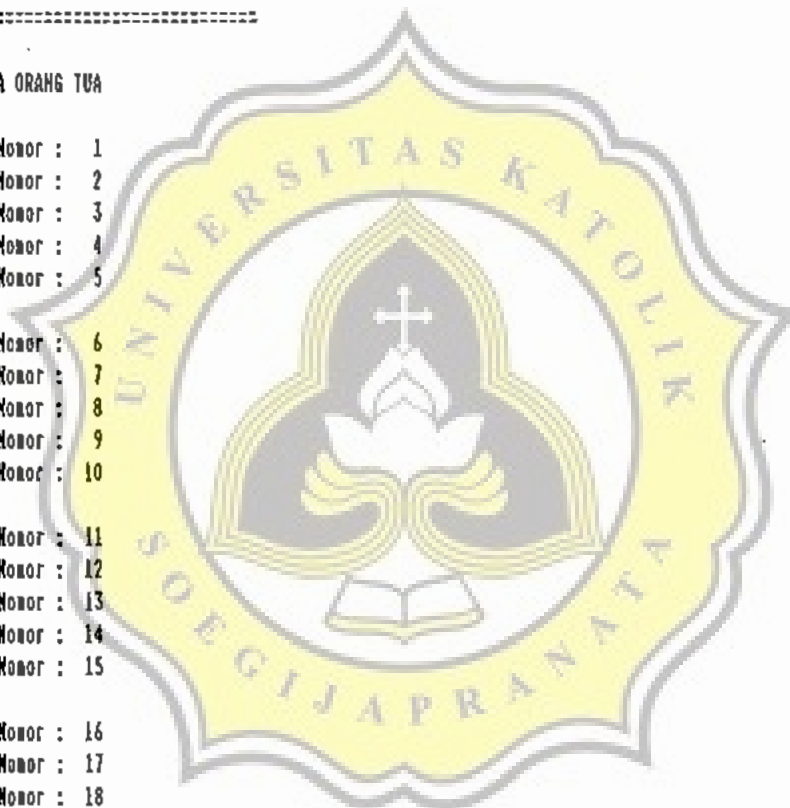 ============================
A ORANG TUA
Nomor : 1
Nomor : 2
Nomor : 3
Nomor : 4
Nomor : 5
Nomor : 6
Nomor : 7
Nomor : 8
Nomor : 9
Nomor : 10
Nomor : 11
Nomor : 12
Nomor : 13
Nomor : 14
Nomor : 15
Nomor : 16
Nomor : 17
Nomor : 18
UNIVERSITAS KATOLIK
SOEGIJAPRANATA